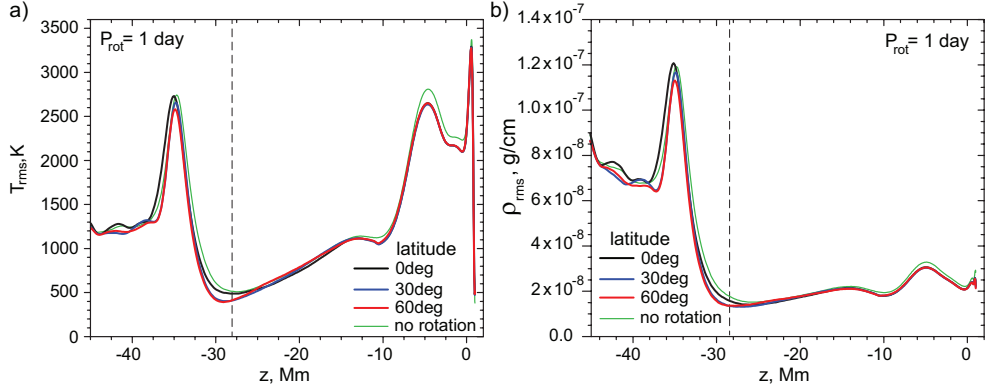 a)
P_rot= 1 day
T_rms,K
3500
3000
2500
2000
1500
1000
500
0
-40
-30
-20
-10
0
z, Mm
latitude
0deg
30deg
60deg
no rotation
b)
P_rot= 1 day
ρ_rms, g/cm
1.4x10⁻⁷
1.2x10⁻⁷
1.0x10⁻⁷
8.0x10⁻⁸
6.0x10⁻⁸
4.0x10⁻⁸
2.0x10⁻⁸
0.0
-40
-30
-20
-10
0
z, Mm
latitude
0deg
30deg
60deg
no rotation